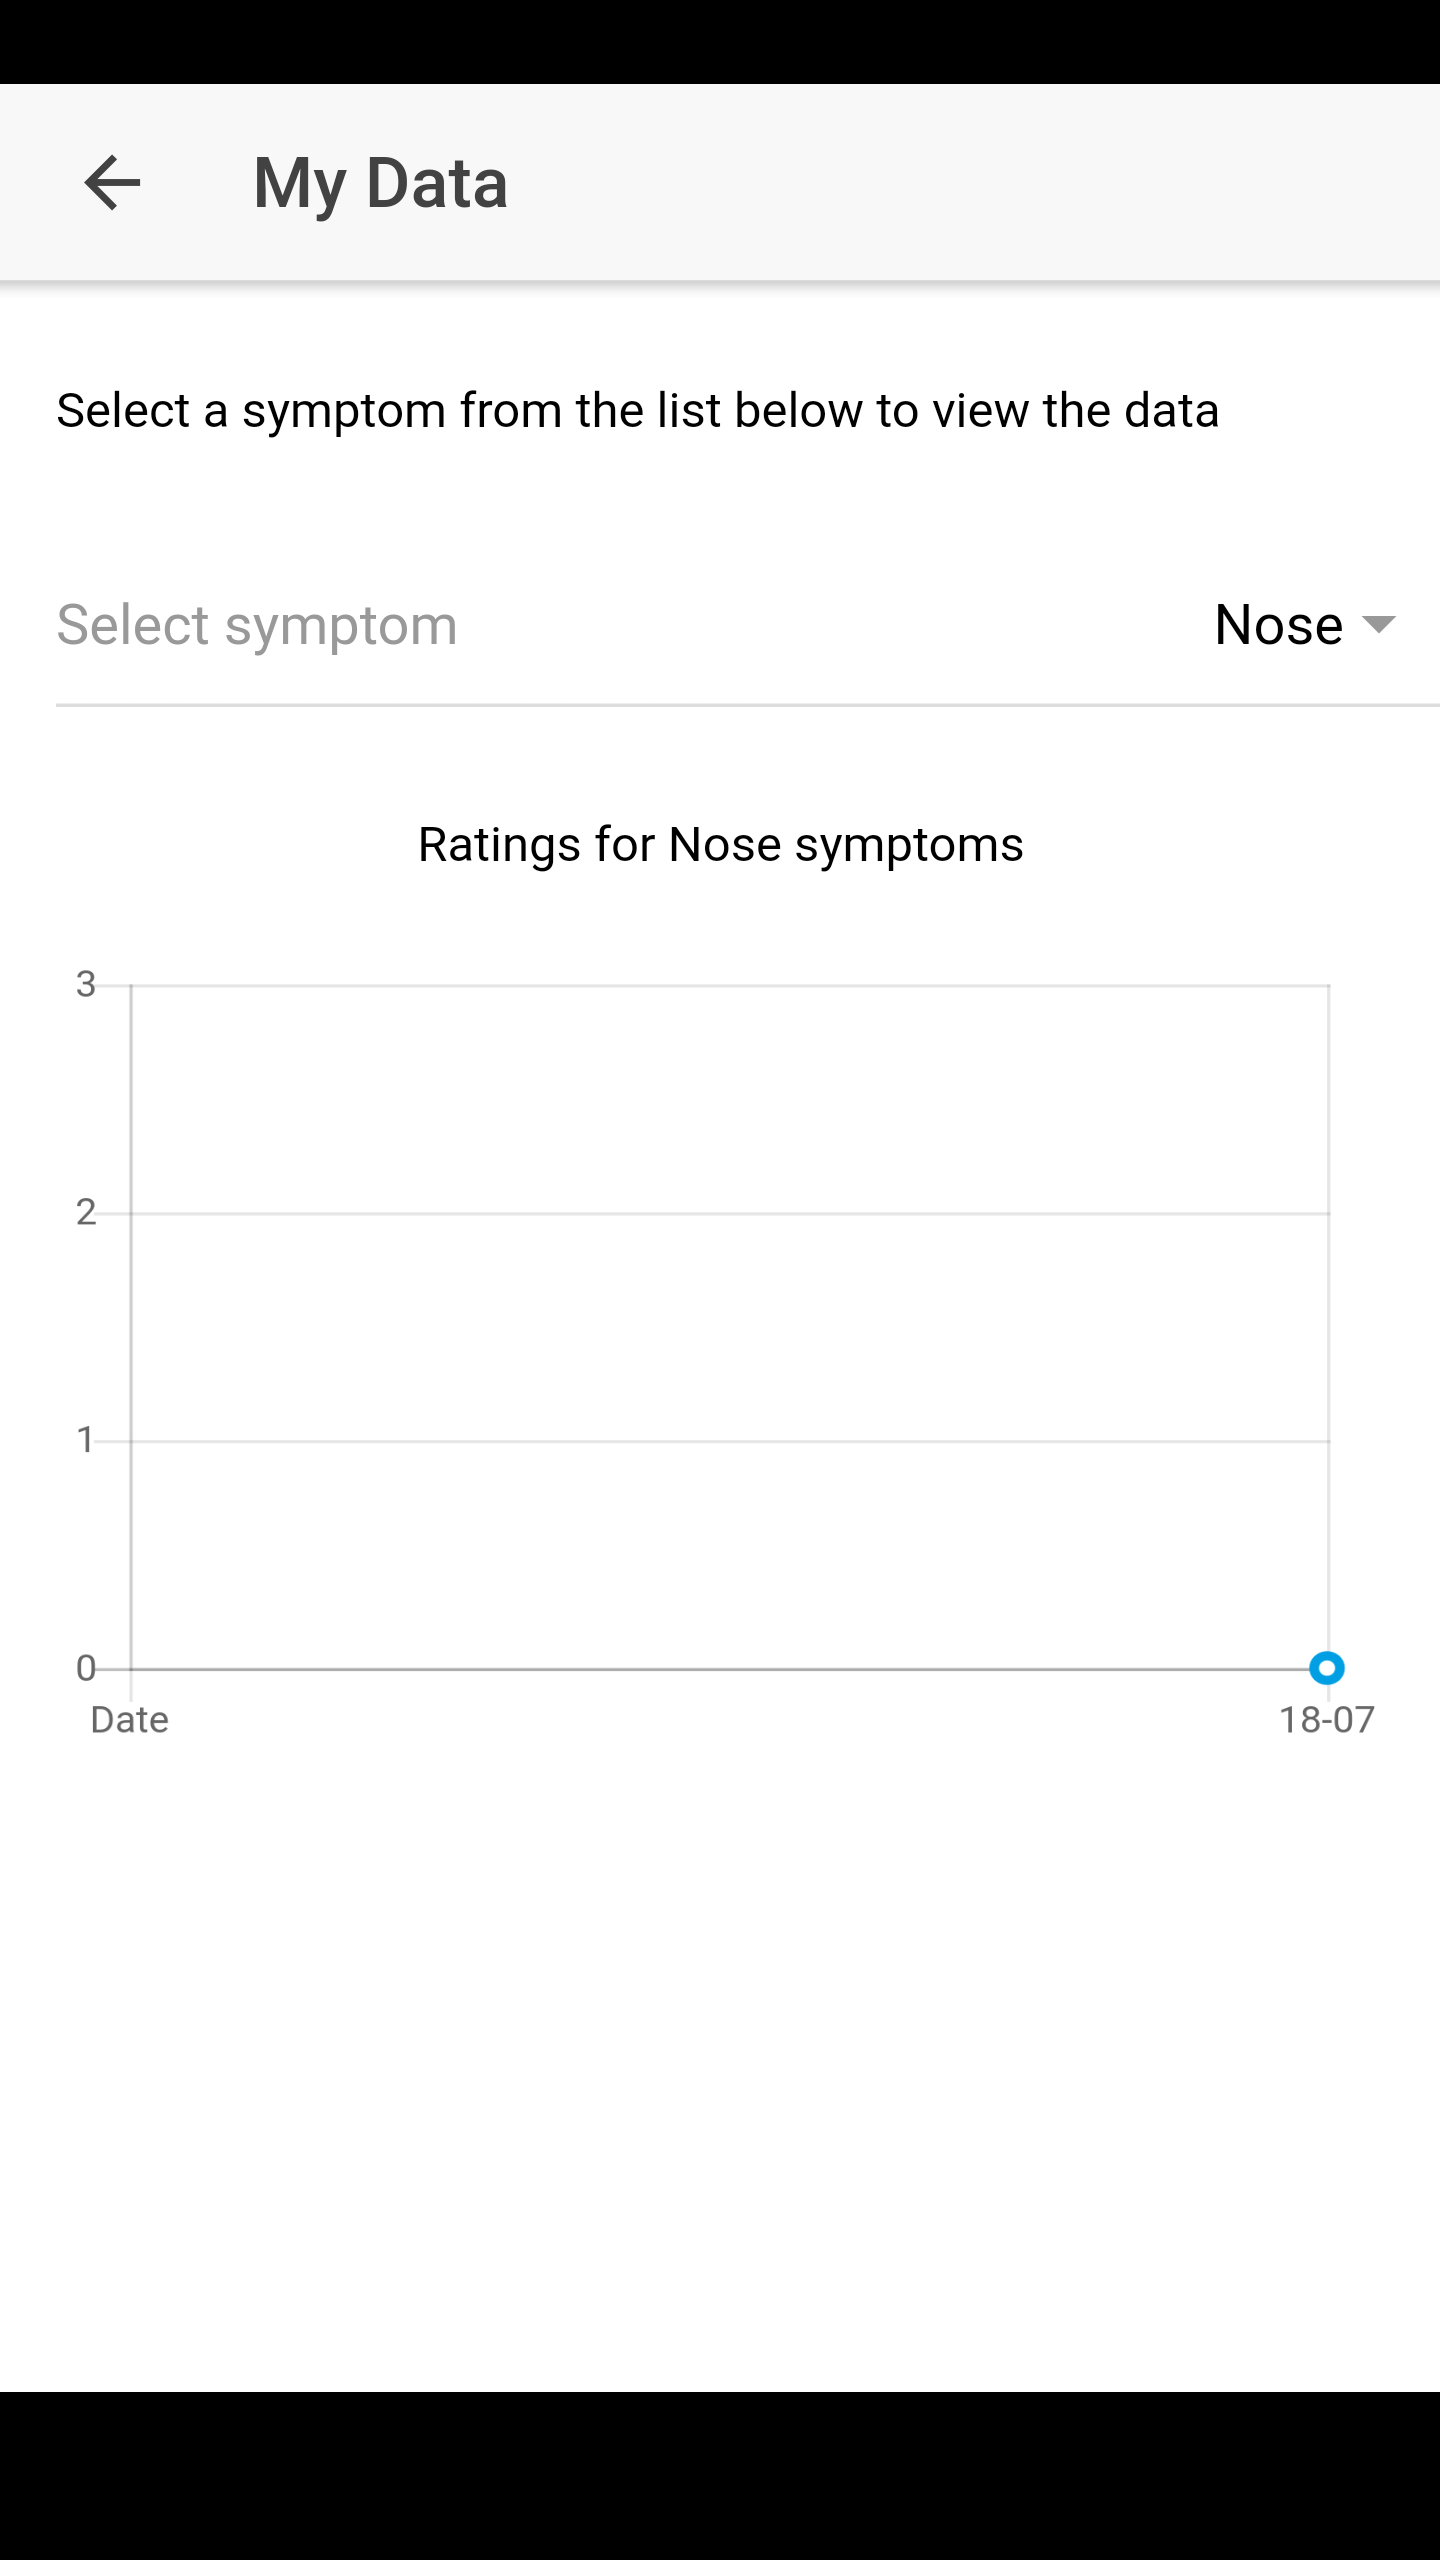 My Data
Select a symptom from the list below to view the data
Select symptom Nose
Ratings for Nose symptoms
3
2
1
0
Date 18-07